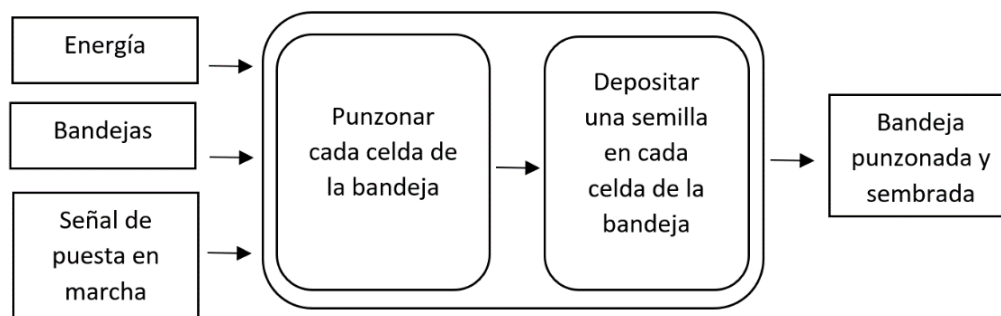 Energía
Bandejas
Señal de
puesta en
marcha
Punzonar
cada celda de
la bandeja
Depositar
una semilla
en cada
celda de la
bandeja
Bandeja
punzonada y
sembrada